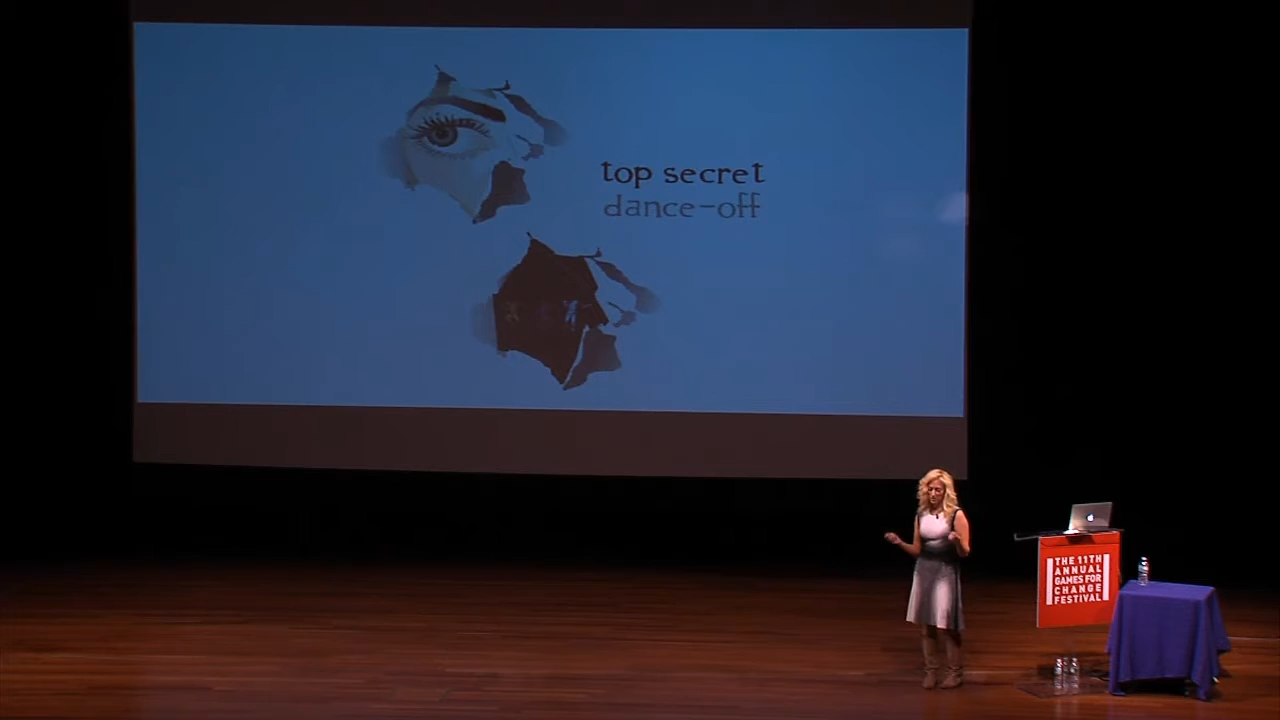 top secret
dance-off
THE 11TH
ANNUAL
GAMES FOR
CHANGE
FESTIVAL